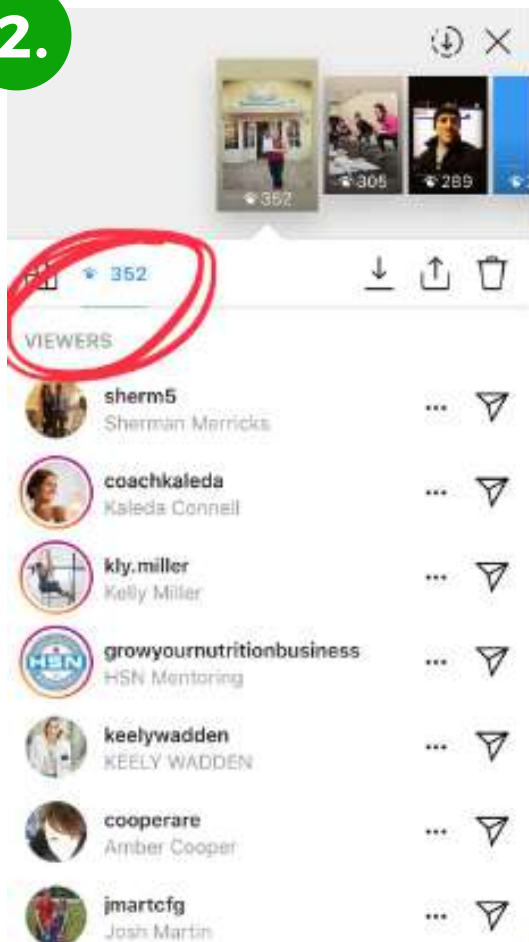 2.
352
305
289
352
VIEWERS
sherm5
Sherman Merricks
coachkaleda
Kaleda Connell
kly.miller
Kelly Miller
HSN
growyournutritionbusiness
HSN Mentoring
keelywadden
KEELY WADDEN
cooperare
Amber Cooper
jmartcfg
Josh Martin